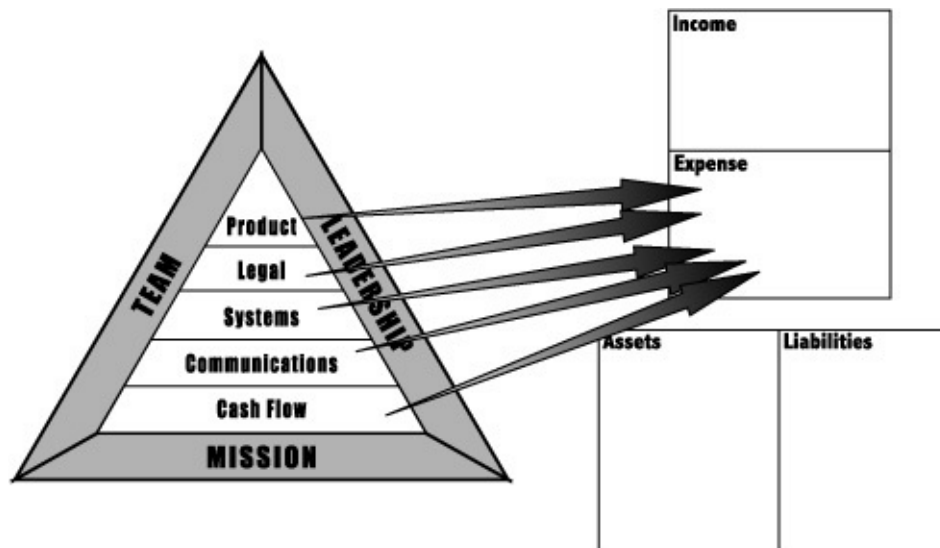 Income
Expense
Product
Legal
Systems
Communications
Cash Flow
TEAM
LEADERSHIP
MISSION
Assets
Liabilities